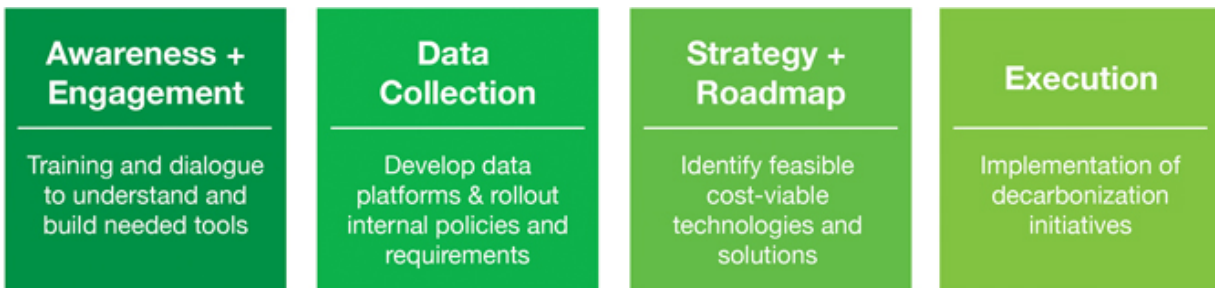 Awareness +
Engagement
Training and dialogue
to understand and
build needed tools
Data
Collection
Develop data
platforms & rollout
internal policies and
requirements
Strategy +
Roadmap
Identify feasible
cost-viable
technologies and
solutions
Execution
Implementation of
decarbonization
initiatives